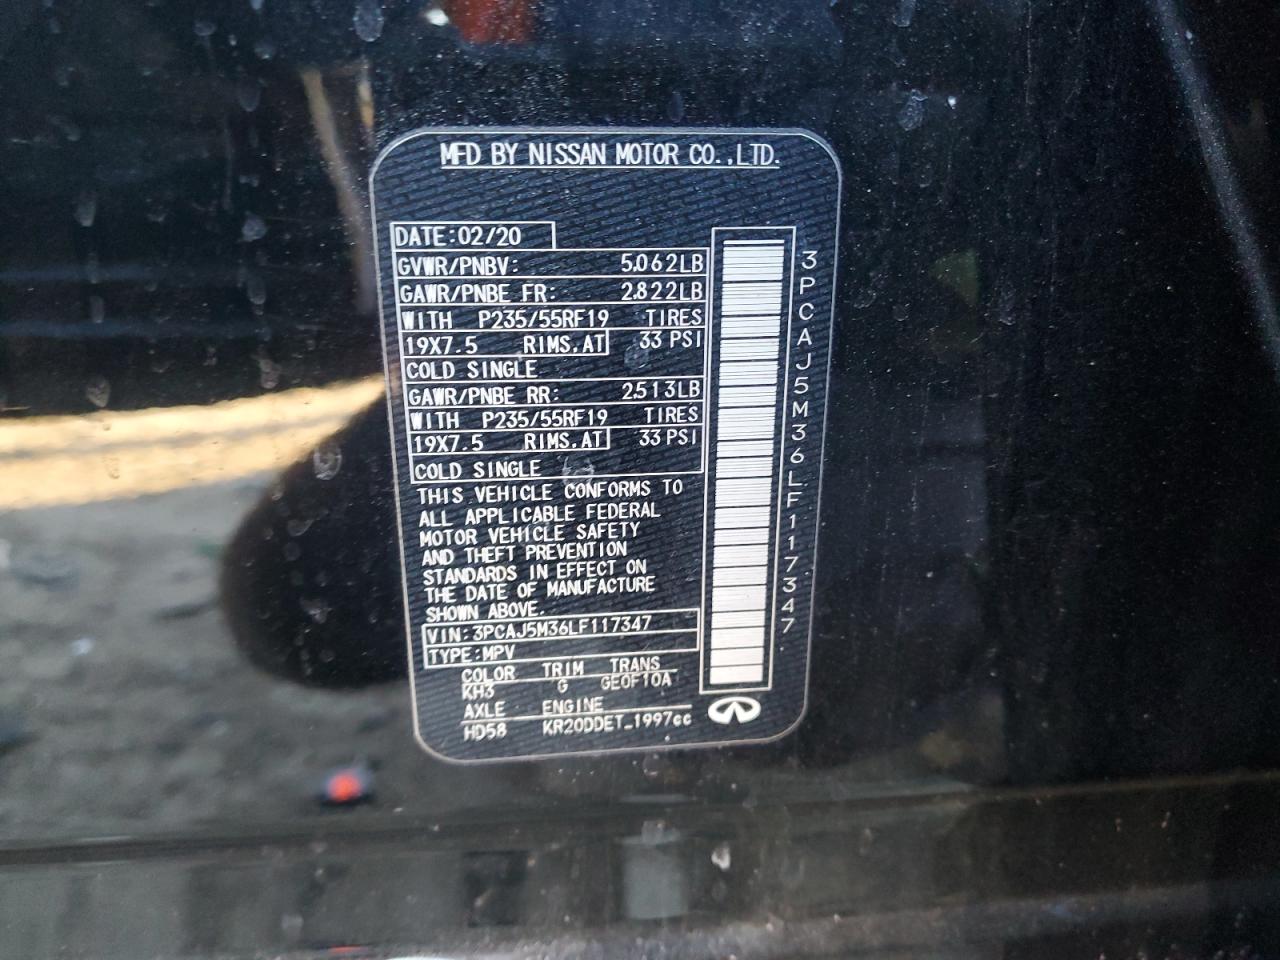 MFD BY NISSAN MOTOR CO.,LTD.
DATE:02/20
GVWR/PNBV: 5.062LB
GAWR/PNBE FR: 2.822LB
WITH P235/55RF19 TIRES
19X7.5 RIMS.AT 33 PSI
COLD SINGLE
GAWR/PNBE RR: 2.513LB
WITH P235/55RF19 TIRES
19X7.5 RIMS.AT 33 PSI
COLD SINGLE
THIS VEHICLE CONFORMS TO
ALL APPLICABLE FEDERAL
MOTOR VEHICLE SAFETY
AND THEFT PREVENTION
STANDARDS IN EFFECT ON
THE DATE OF MANUFACTURE
SHOWN ABOVE.
VIN:3PCAJ5M36LF117347
TYPE:MPV
COLOR TRIM TRANS
KH3 G GEOF10A
AXLE ENGINE
HD58 KR20DDET_1997cc
3PCAJ5M36LF117347